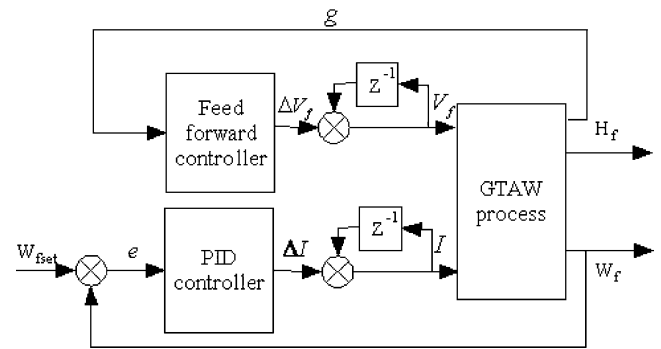 g
Feed
forward
controller
ΔV_f
Z⁻¹
V_f
H_f
GTAW
process
W_fset
e
PID
controller
ΔI
Z⁻¹
I
W_f